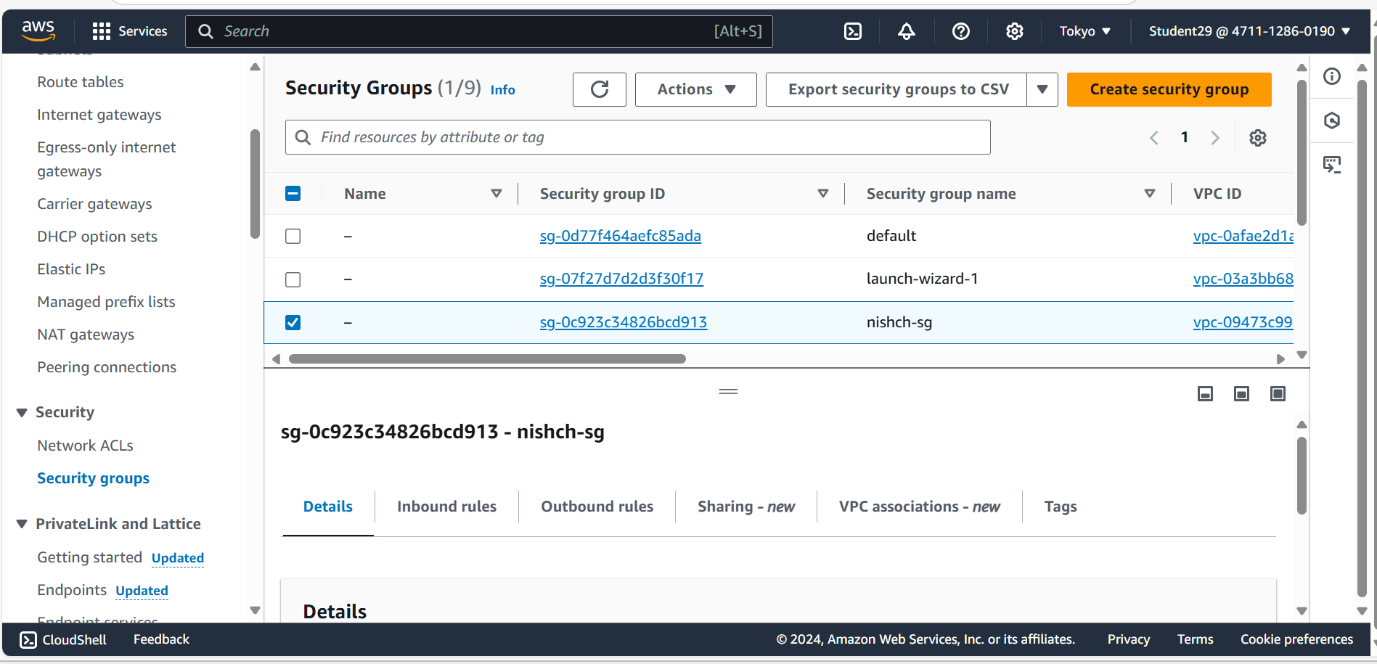 aws
Services
Search
[Alt+S]
Tokyo ▼
Student29 @ 4711-1286-0190 ▼
Subnets
Route tables
Internet gateways
Egress-only internet
gateways
Carrier gateways
DHCP option sets
Elastic IPs
Managed prefix lists
NAT gateways
Peering connections
▼ Security
Network ACLs
Security groups
▼ PrivateLink and Lattice
Getting started Updated
Endpoints Updated
Endpoint services
Security Groups (1/9) Info
Actions ▼
Export security groups to CSV
Create security group
Find resources by attribute or tag
1
Name Security group ID Security group name VPC ID
– sg-0d77f464aefc85ada default vpc-0afae2d1a
– sg-07f27d7d2d3f30f17 launch-wizard-1 vpc-03a3bb68
– sg-0c923c34826bcd913 nishch-sg vpc-09473c99
sg-0c923c34826bcd913 - nishch-sg
Details Inbound rules Outbound rules Sharing - new VPC associations - new Tags
Details
CloudShell Feedback © 2024, Amazon Web Services, Inc. or its affiliates. Privacy Terms Cookie preferences